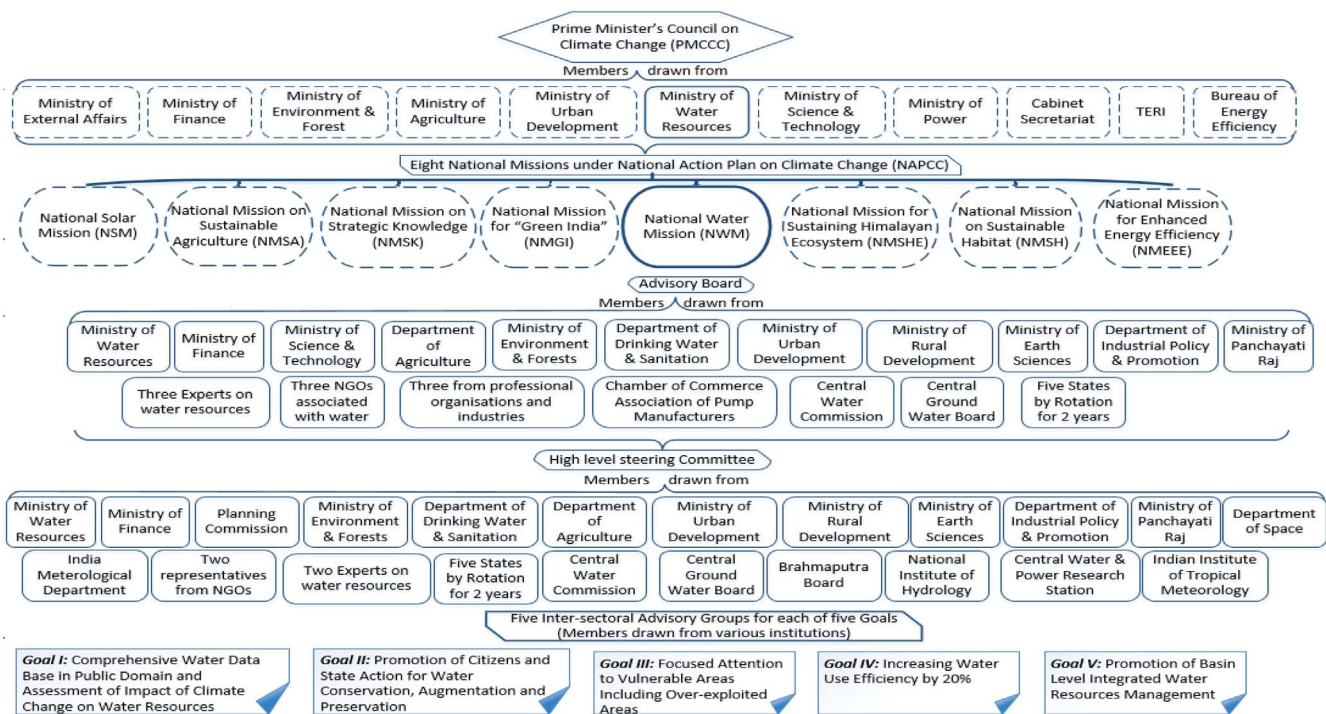 Prime Minister's Council on
Climate Change (PMCCC)
Members drawn from
Ministry of
External Affairs
Ministry of
Finance
Ministry of
Environment &
Forest
Ministry of
Agriculture
Ministry of
Urban
Development
Ministry of
Water
Resources
Ministry of
Science &
Technology
Ministry of
Power
Cabinet
Secretariat
TERI
Bureau of
Energy
Efficiency
Eight National Missions under National Action Plan on Climate Change (NAPCC)
National Solar
Mission (NSM)
National Mission on
Sustainable
Agriculture (NMSA)
National Mission on
Strategic Knowledge
(NMSK)
National Mission
for "Green India"
(NMGI)
National Water
Mission (NWM)
National Mission for
Sustaining Himalayan
Ecosystem (NMSHE)
National Mission
on Sustainable
Habitat (NMSH)
National Mission
for Enhanced
Energy Efficiency
(NMEEE)
Advisory Board
Members drawn from
Ministry of
Water
Resources
Ministry of
Finance
Ministry of
Science &
Technology
Department
of
Agriculture
Ministry of
Environment
& Forests
Department of
Drinking Water
& Sanitation
Ministry of
Urban
Development
Ministry of
Rural
Development
Ministry of
Earth
Sciences
Department of
Industrial Policy
& Promotion
Ministry of
Panchayati
Raj
Three Experts on
water resources
Three NGOs
associated
with water
Three from professional
organisations and
industries
Chamber of Commerce
Association of Pump
Manufacturers
Central
Water
Commission
Central
Ground
Water Board
Five States
by Rotation
for 2 years
High level steering Committee
Members drawn from
Ministry of
Water
Resources
Ministry of
Finance
Planning
Commission
Ministry of
Environment
& Forests
Department of
Drinking Water
& Sanitation
Department
of
Agriculture
Ministry of
Urban
Development
Ministry of
Rural
Development
Ministry of
Earth
Sciences
Department of
Industrial Policy
& Promotion
Ministry of
Panchayati
Raj
Department
of Space
India
Meterological
Department
Two
representatives
from NGOs
Two Experts on
water resources
Five States
by Rotation
for 2 years
Central
Water
Commission
Central
Ground
Water Board
Brahmaputra
Board
National
Institute of
Hydrology
Central Water &
Power Research
Station
Indian Institute
of Tropical
Meteorology
Five Inter-sectoral Advisory Groups for each of five Goals
(Members drawn from various institutions)
Goal I: Comprehensive Water Data
Base in Public Domain and
Assessment of Impact of Climate
Change on Water Resources
Goal II: Promotion of Citizens and
State Action for Water
Conservation, Augmentation and
Preservation
Goal III: Focused Attention
to Vulnerable Areas
Including Over-exploited
Areas
Goal IV: Increasing Water
Use Efficiency by 20%
Goal V: Promotion of Basin
Level Integrated Water
Resources Management